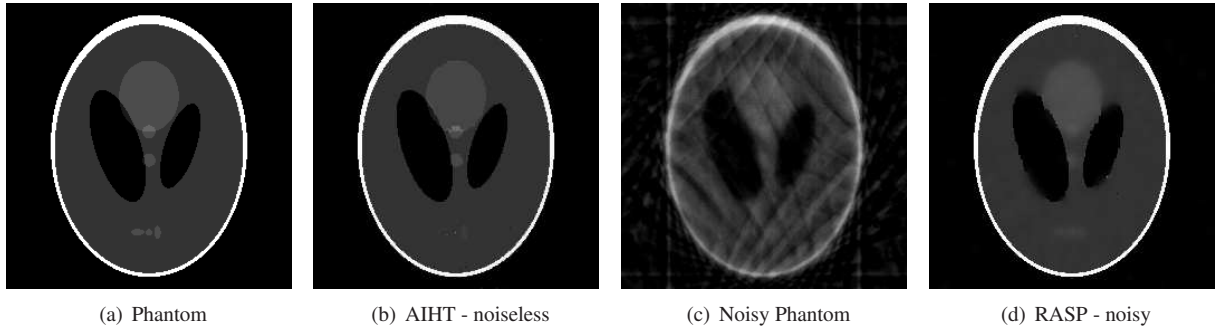 (a) Phantom
(b) AIHT - noiseless
(c) Noisy Phantom
(d) RASP - noisy